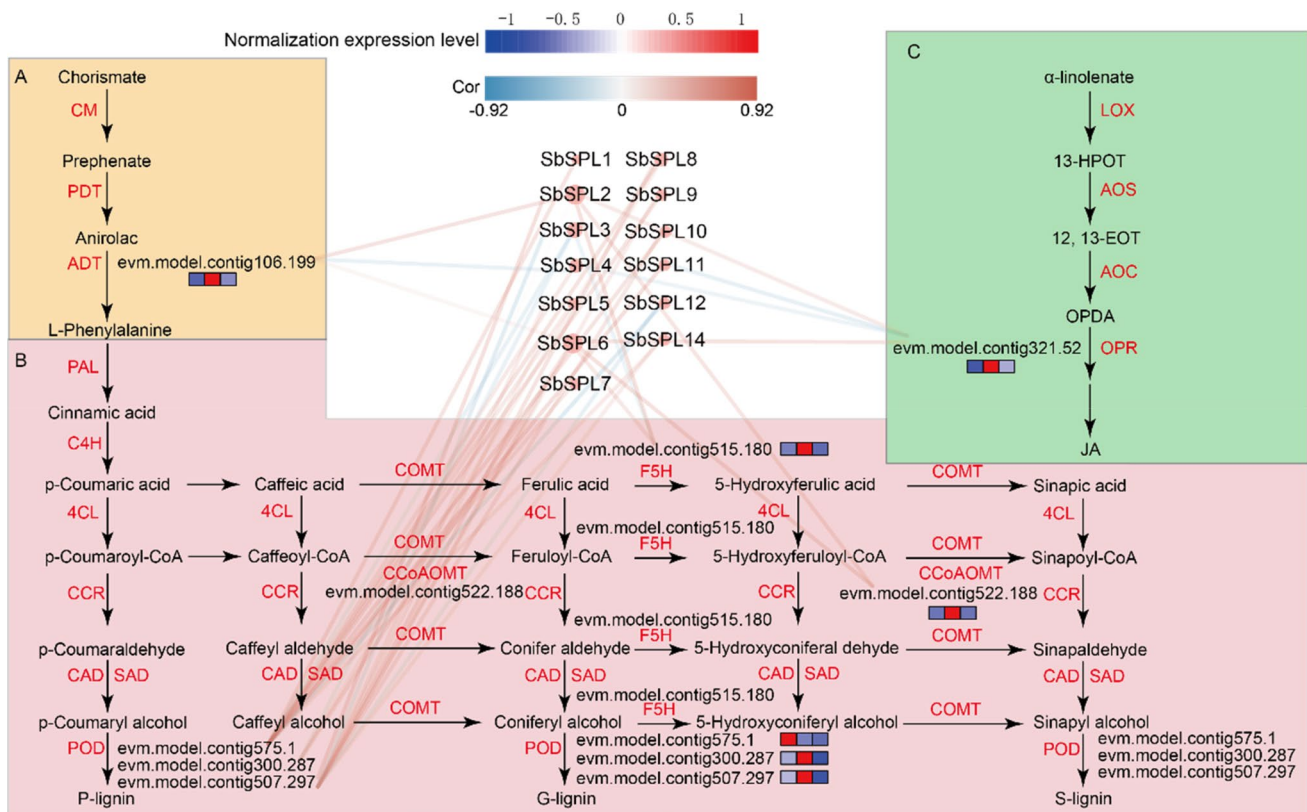 -1 -0.5 0 0.5 1
Normalization expression level
Cor
-0.92 0 0.92
A
Chorismate
CM
Prephenate
PDT
Anirolac
ADT
evm.model.contig106.199
L-Phenylalanine
SbSPL1 SbSPL8
SbSPL2 SbSPL9
SbSPL3 SbSPL10
SbSPL4 SbSPL11
SbSPL5 SbSPL12
SbSPL6 SbSPL14
SbSPL7
C
α-linolenate
LOX
13-HPOT
AOS
12, 13-EOT
AOC
OPDA
evm.model.contig321.52 OPR
JA
B
PAL
Cinnamic acid
C4H
evm.model.contig515.180
COMT F5H COMT
p-Coumaric acid Caffeic acid Ferulic acid 5-Hydroxyferulic acid Sinapic acid
4CL 4CL 4CL evm.model.contig515.180 4CL 4CL
COMT F5H COMT
p-Coumaroyl-CoA Caffeoyl-CoA Feruloyl-CoA 5-Hydroxyferuloyl-CoA Sinapoyl-CoA
CCoAOMT CCoAOMT
CCR CCR evm.model.contig522.188 CCR CCR evm.model.contig522.188 CCR
evm.model.contig515.180
COMT F5H COMT
p-Coumaraldehyde Caffeyl aldehyde Conifer aldehyde 5-Hydroxyconiferal dehyde Sinapaldehyde
CAD SAD CAD SAD CAD SAD CAD SAD CAD SAD
evm.model.contig515.180
COMT F5H COMT
p-Coumaryl alcohol Caffeyl alcohol Coniferyl alcohol 5-Hydroxyconiferyl alcohol Sinapyl alcohol
POD evm.model.contig575.1 POD evm.model.contig575.1 POD evm.model.contig575.1
evm.model.contig300.287 evm.model.contig300.287 evm.model.contig300.287
evm.model.contig507.297 evm.model.contig507.297 evm.model.contig507.297
P-lignin G-lignin S-lignin